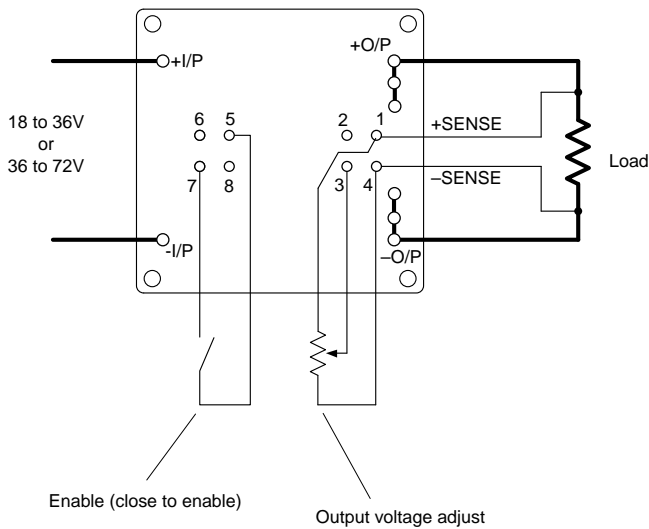 +I/P
+O/P
18 to 36V
or
36 to 72V
6 5
2 1
+SENSE
7 8
3 4
–SENSE
Load
-I/P
–O/P
Enable (close to enable)
Output voltage adjust